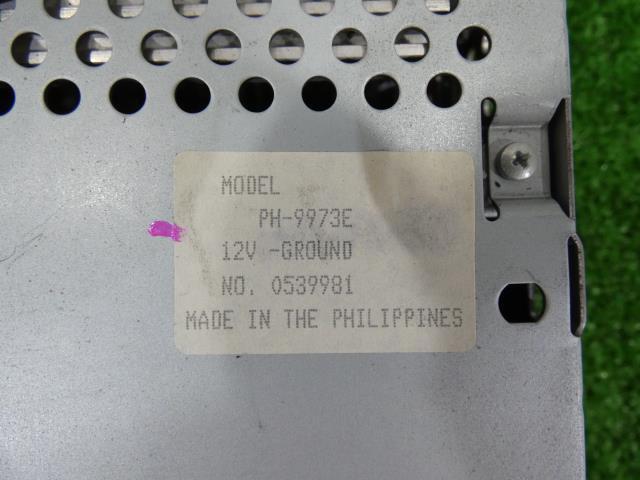 MODEL
PH-9973E
12V -GROUND
NO. 0539981
MADE IN THE PHILIPPINES